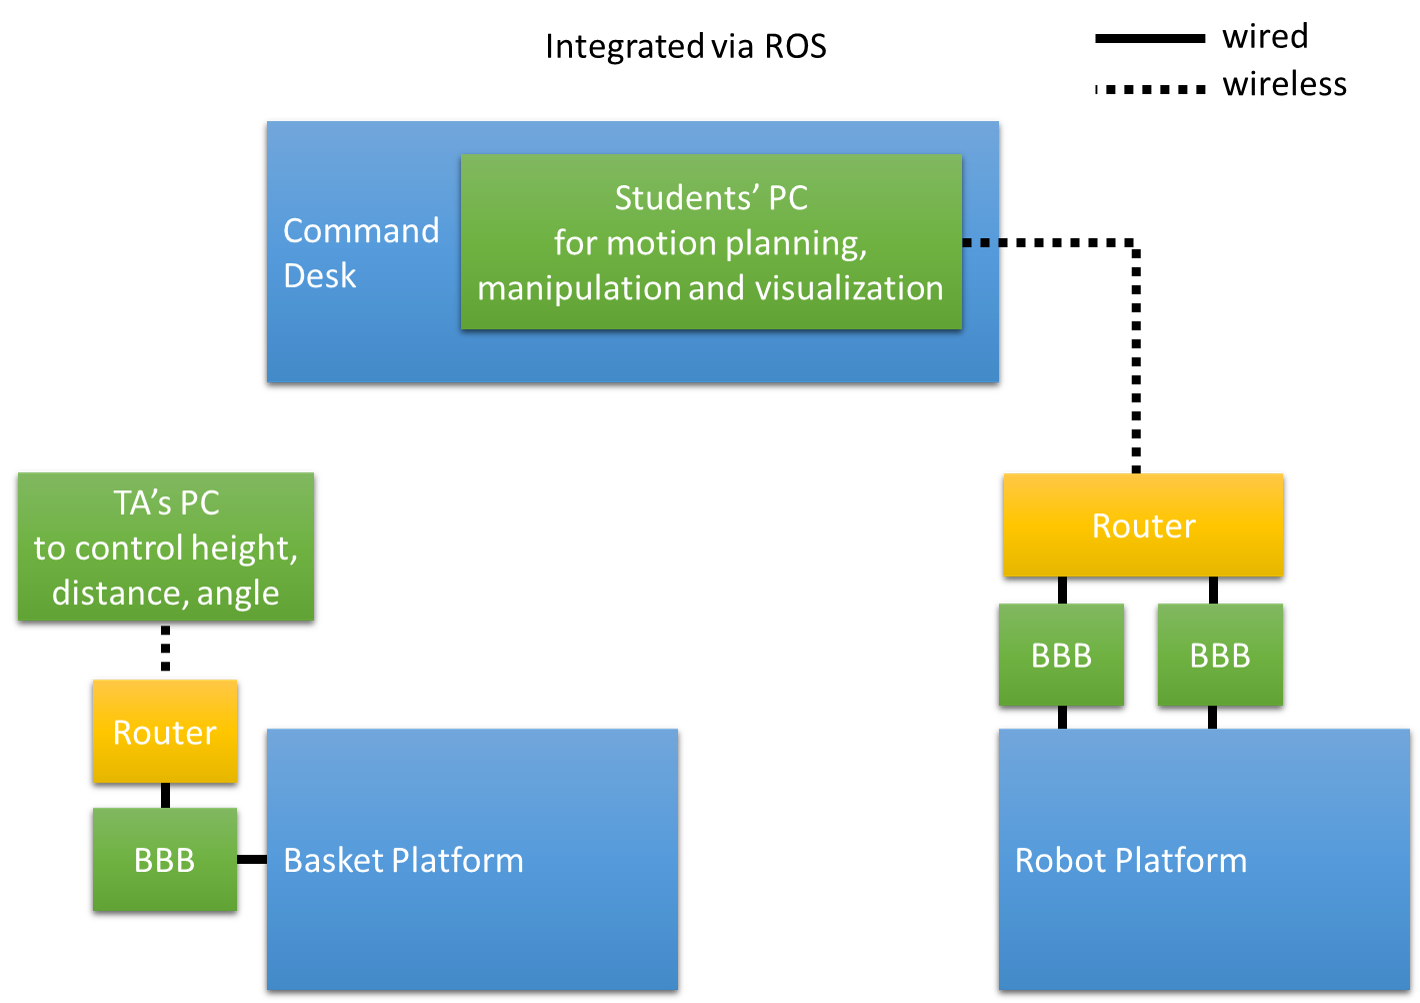 Integrated via ROS
wired
wireless
Command
Desk
Students’ PC
for motion planning,
manipulation and visualization
TA’s PC
to control height,
distance, angle
Router
BBB
Basket Platform
Router
BBB
BBB
Robot Platform